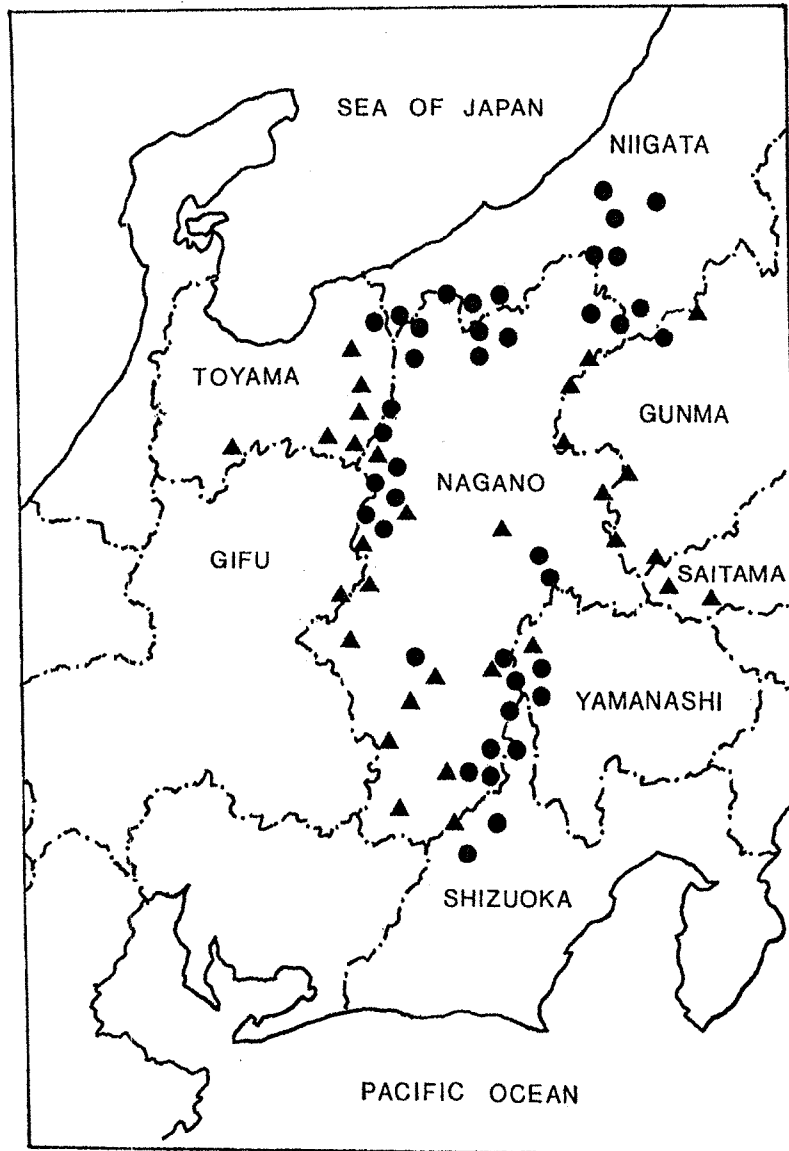 SEA OF JAPAN
NIIGATA
TOYAMA
GUNMA
NAGANO
GIFU
SAITAMA
YAMANASHI
SHIZUOKA
PACIFIC OCEAN